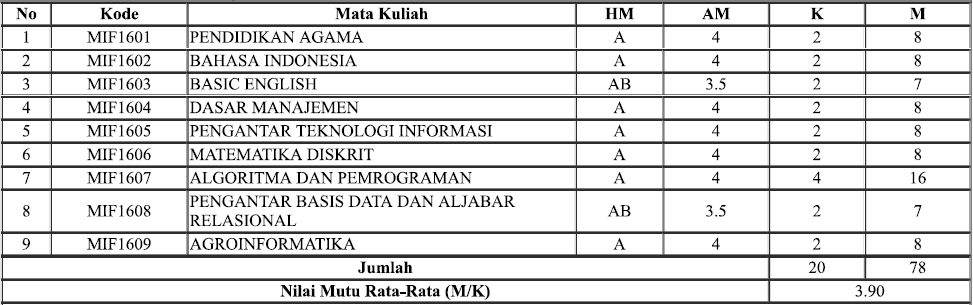 No Kode Mata Kuliah HM AM K M
1 MIF1601 PENDIDIKAN AGAMA A 4 2 8
2 MIF1602 BAHASA INDONESIA A 4 2 8
3 MIF1603 BASIC ENGLISH AB 3.5 2 7
4 MIF1604 DASAR MANAJEMEN A 4 2 8
5 MIF1605 PENGANTAR TEKNOLOGI INFORMASI A 4 2 8
6 MIF1606 MATEMATIKA DISKRIT A 4 2 8
7 MIF1607 ALGORITMA DAN PEMROGRAMAN A 4 4 16
8 MIF1608 PENGANTAR BASIS DATA DAN ALJABAR
RELASIONAL AB 3.5 2 7
9 MIF1609 AGROINFORMATIKA A 4 2 8
Jumlah 20 78
Nilai Mutu Rata-Rata (M/K) 3.90